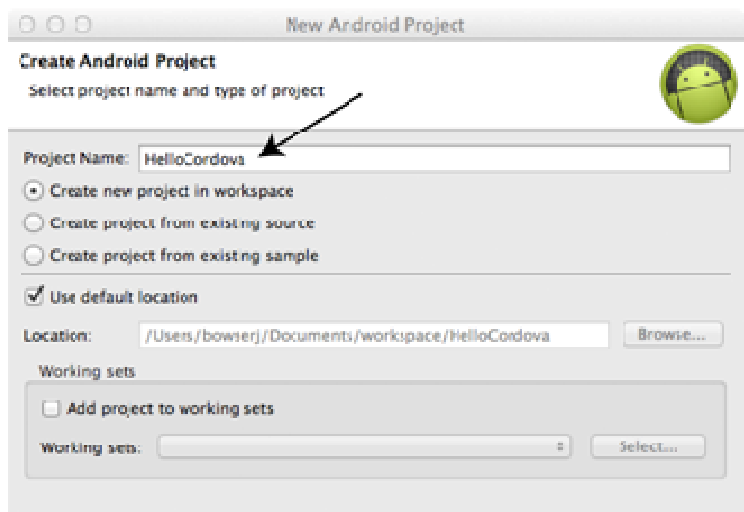 New Android Project
Create Android Project
Select project name and type of project
Project Name: HelloCordova
Create new project in workspace
Create project from existing source
Create project from existing sample
Use default location
Location: /Users/bowserj/Documents/workspace/HelloCordova Browse...
Working sets
Add project to working sets
Working sets: Select...